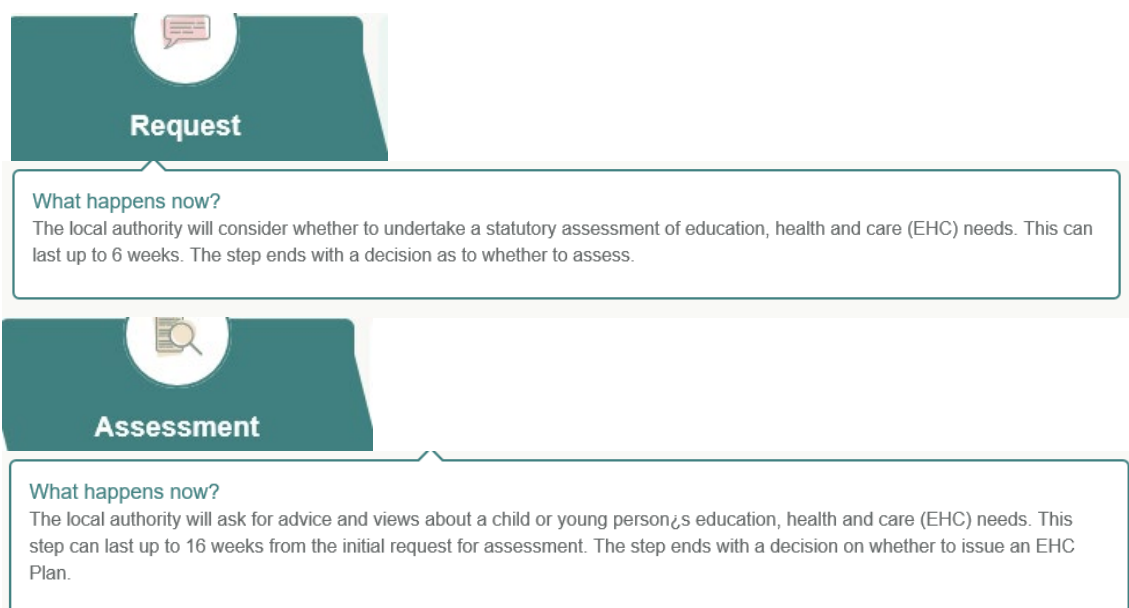 Request
What happens now?
The local authority will consider whether to undertake a statutory assessment of education, health and care (EHC) needs. This can
last up to 6 weeks. The step ends with a decision as to whether to assess.
Assessment
What happens now?
The local authority will ask for advice and views about a child or young person¿s education, health and care (EHC) needs. This
step can last up to 16 weeks from the initial request for assessment. The step ends with a decision on whether to issue an EHC
Plan.